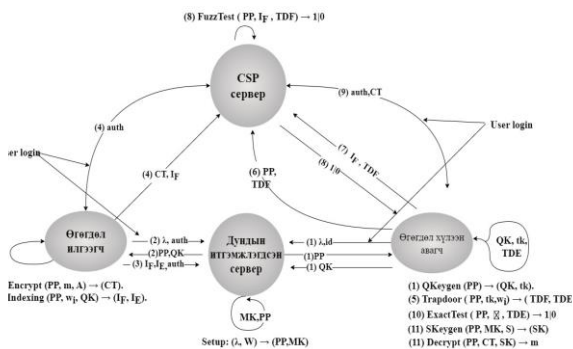 (8) FuzzTest ( PP, I_F , TDF) → 1|0
CSP
сервер
(9) auth,CT
User login
(4) auth
ser login
(4) CT, I_F
(6) PP,
TDF
(7) I_F , TDF
(8) 1|0
Өгөгдөл
илгээгч
(2) λ, auth
(2)PP,QK
(3) I_F,I_E,auth
Дундын
итгэмжлэгдсэн
сервер
(1) λ,id
(1)PP
(1) QK
Өгөгдөл хүлээн
авагч
QK, tk,
TDE
MK,PP
Encrypt (PP, m, A) → (CT).
Indexing (PP, w_i, QK) → (I_F, I_E).
Setup: (λ, W) → (PP,MK)
(1) QKeygen (PP) → (QK, tk).
(5) Trapdoor (PP, tk,w_i) → ( TDF, TDE
(10) ExactTest (PP, , TDE) → 1|0
(11) SKeygen (PP, MK, S) → (SK)
(11) Decrypt (PP, CT, SK) → m